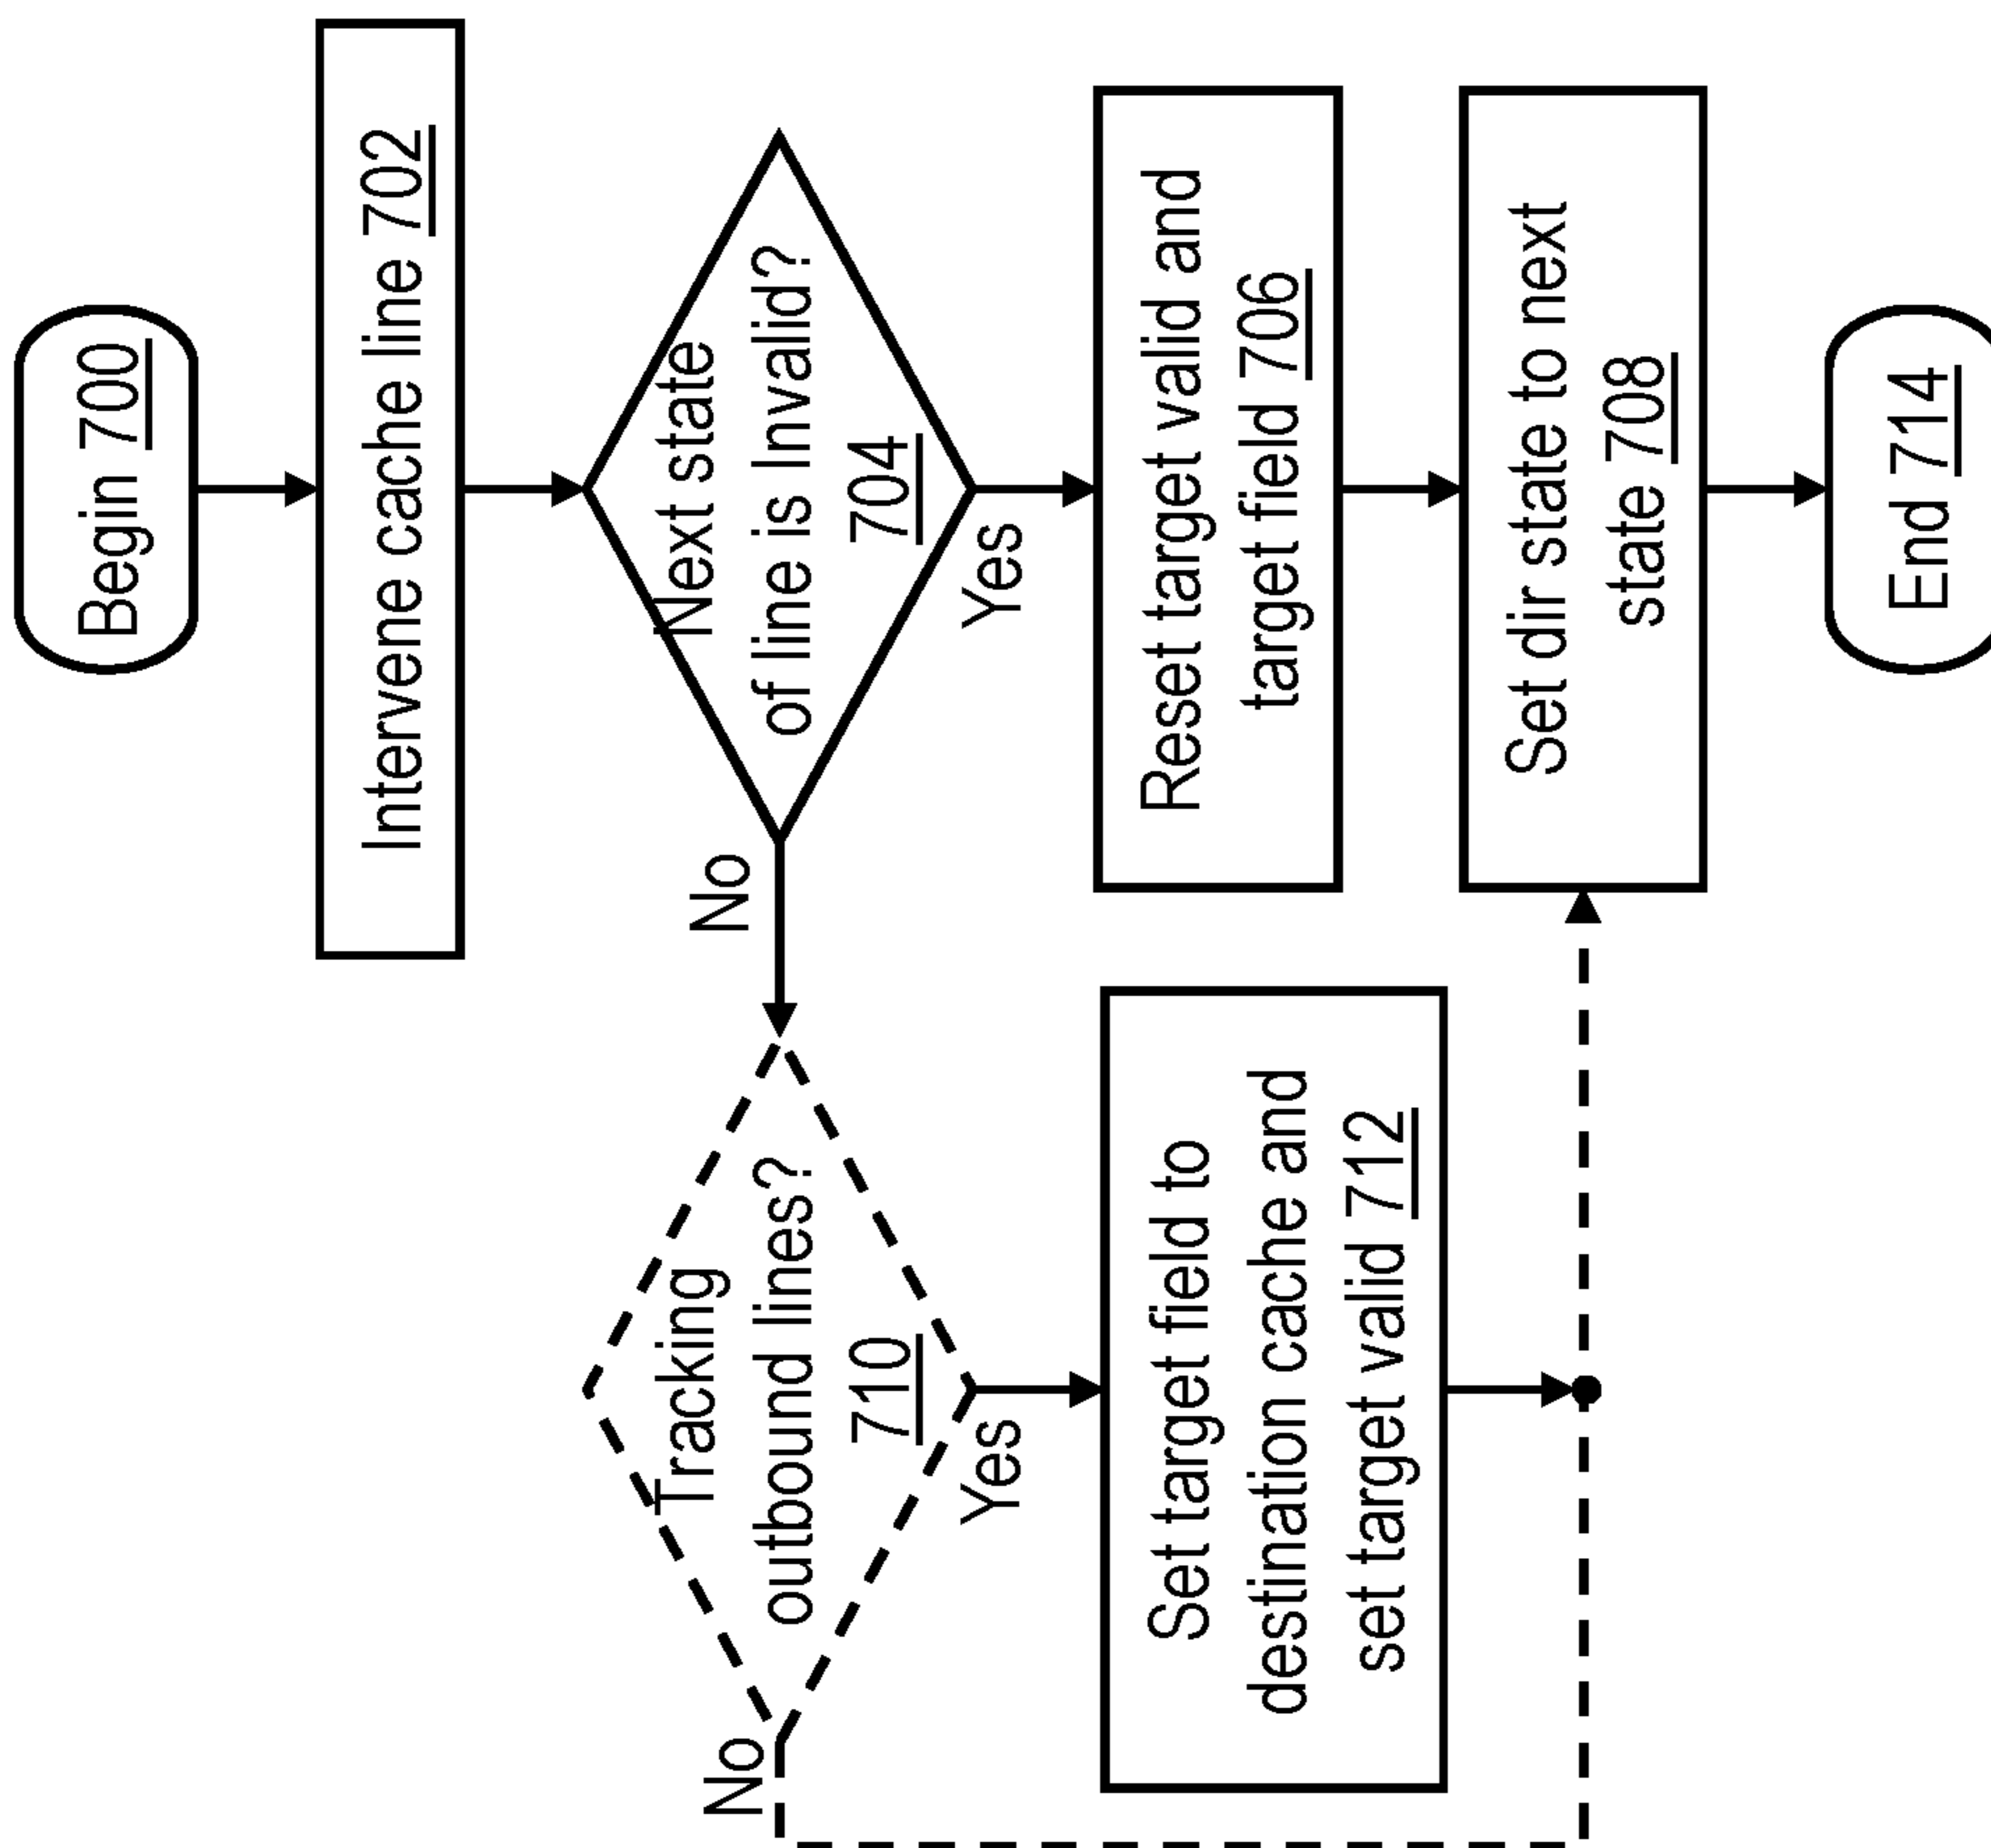 Begin 700
Intervene cache line 702
Next state
of line is Invalid?
704
No
Yes
Tracking
outbound lines?
710
No
Yes
Reset target valid and
target field 706
Set target field to
destination cache and
set target valid 712
Set dir state to next
state 708
End 714